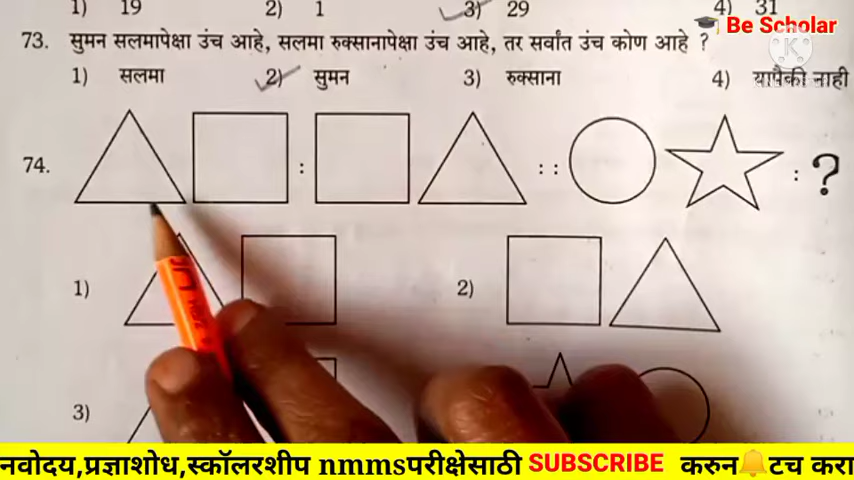 1) 19 2) 1 3) 29 4) 31
Be Scholar
73. सुमन सलमापेक्षा उंच आहे, सलमा रुक्सानापेक्षा उंच आहे, तर सर्वांत उंच कोण आहे ?
1) सलमा 2) सुमन 3) रुक्साना 4) यापैकी नाही
74. : : : : ?
1) 2)
3)
नवोदय,प्रज्ञाशोध,स्कॉलरशीप nmmsपरीक्षेसाठी SUBSCRIBE करुन🔔टच करा